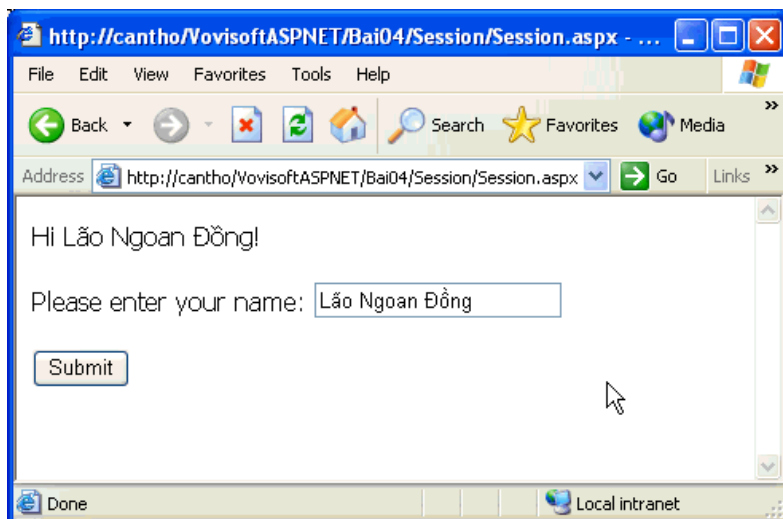 http://cantho/VovisoftASPNET/Bai04/Session/Session.aspx - ...
File Edit View Favorites Tools Help
Back Search Favorites Media »
Address http://cantho/VovisoftASPNET/Bai04/Session/Session.aspx Go Links »
Hi Lão Ngoan Đồng!
Please enter your name: Lão Ngoan Đồng
Submit
Done Local intranet